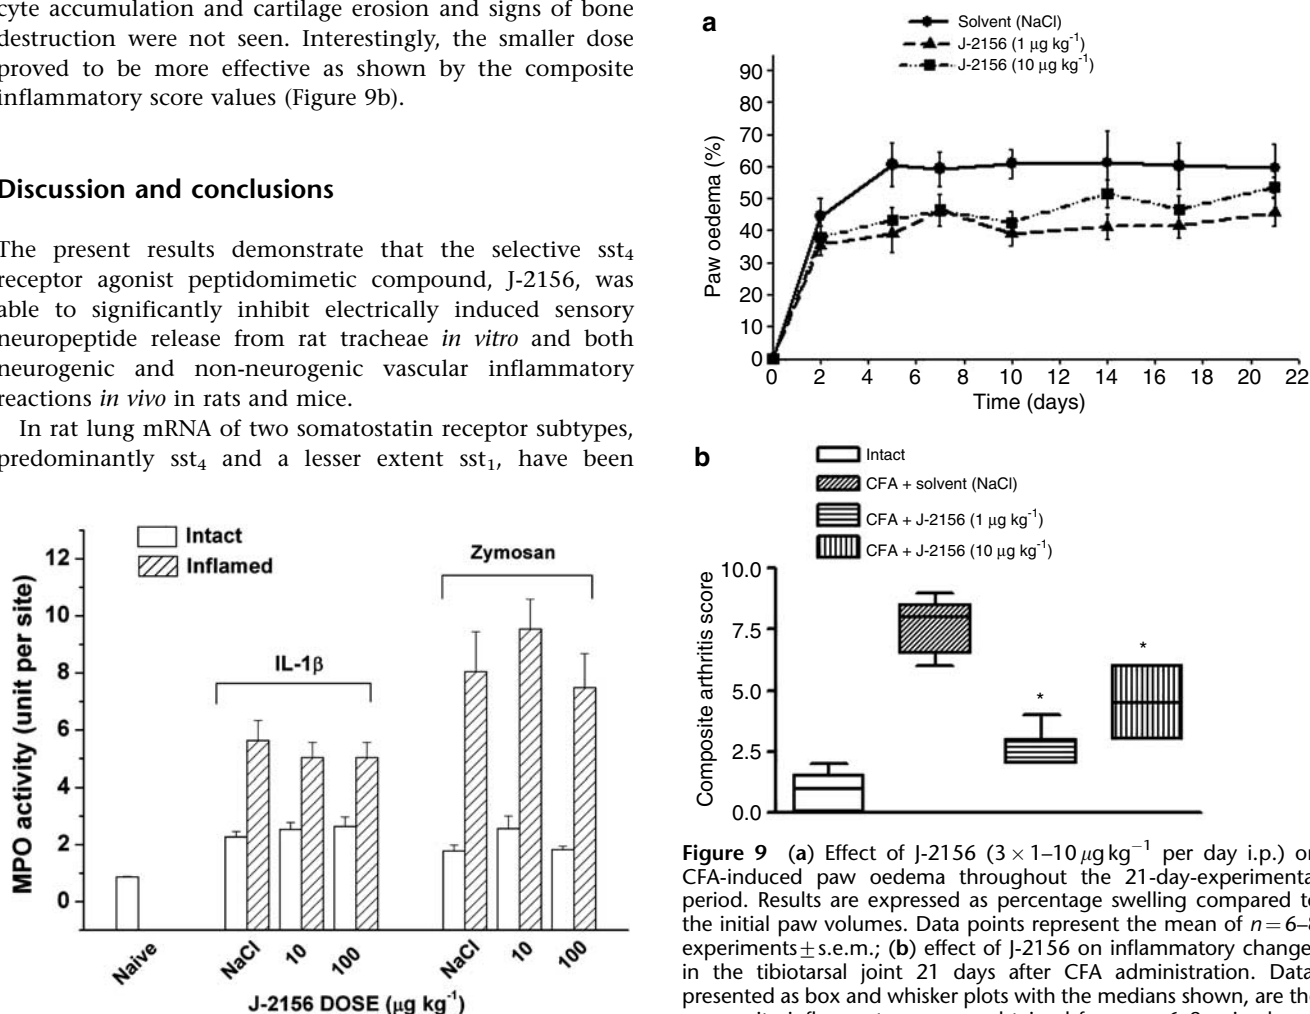 cyte accumulation and cartilage erosion and signs of bone
destruction were not seen. Interestingly, the smaller dose
proved to be more effective as shown by the composite
inflammatory score values (Figure 9b).
Discussion and conclusions
The present results demonstrate that the selective sst4
receptor agonist peptidomimetic compound, J-2156, was
able to significantly inhibit electrically induced sensory
neuropeptide release from rat tracheae in vitro and both
neurogenic and non-neurogenic vascular inflammatory
reactions in vivo in rats and mice.
In rat lung mRNA of two somatostatin receptor subtypes,
predominantly sst4 and a lesser extent sst1, have been
Intact
Inflamed
Zymosan
IL-1β
MPO activity (unit per site)
12
10
8
6
4
2
0
Naive
NaCl
10
100
NaCl
10
100
J-2156 DOSE (μg kg-1)
a
Solvent (NaCl)
J-2156 (1 μg kg-1)
J-2156 (10 μg kg-1)
Paw oedema (%)
90
80
70
60
50
40
30
20
10
0
0 2 4 6 8 10 12 14 16 18 20 22
Time (days)
b
Intact
CFA + solvent (NaCl)
CFA + J-2156 (1 μg kg-1)
CFA + J-2156 (10 μg kg-1)
Composite arthritis score
10.0
7.5
5.0
2.5
0.0
*
*
Figure 9 (a) Effect of J-2156 (3 × 1–10 μg kg−1 per day i.p.) on
CFA-induced paw oedema throughout the 21-day-experimental
period. Results are expressed as percentage swelling compared to
the initial paw volumes. Data points represent the mean of n = 6–8
experiments ± s.e.m.; (b) effect of J-2156 on inflammatory change
in the tibiotarsal joint 21 days after CFA administration. Data,
presented as box and whisker plots with the medians shown, are the